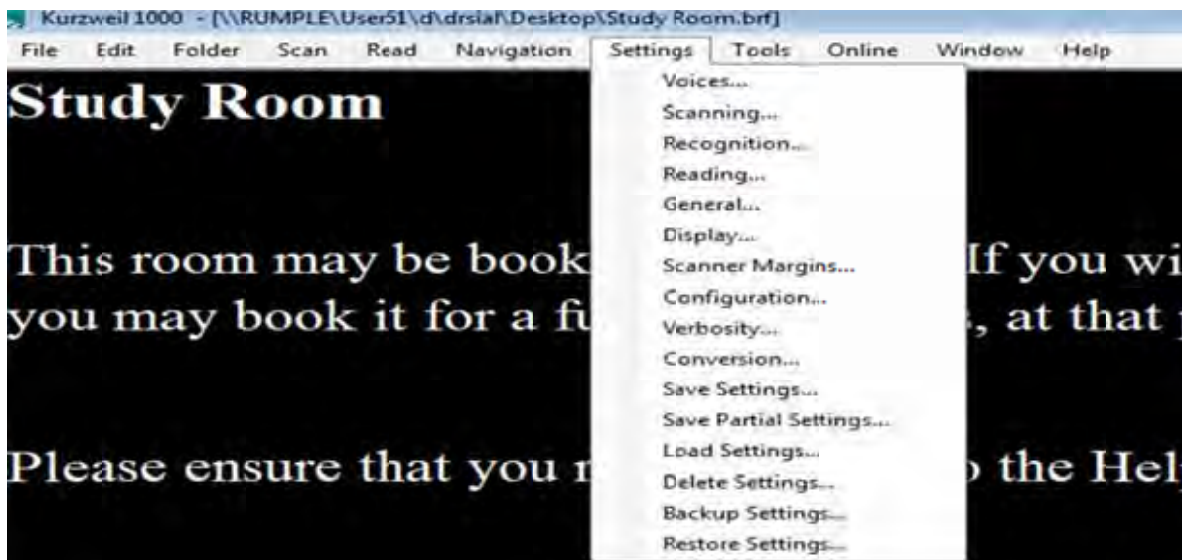 Kurzweil 1000 - [\\RUMPLE\User51\d\drslaf\Desktop\Study Room.brf]
File Edit Folder Scan Read Navigation Settings Tools Online Window Help
Study Room
This room may be book If you wi
you may book it for a fu , at that
Please ensure that you the Hel
Voices...
Scanning...
Recognition...
Reading...
General...
Display...
Scanner Margins...
Configuration...
Verbosity...
Conversion...
Save Settings...
Save Partial Settings...
Load Settings...
Delete Settings...
Backup Settings...
Restore Settings...